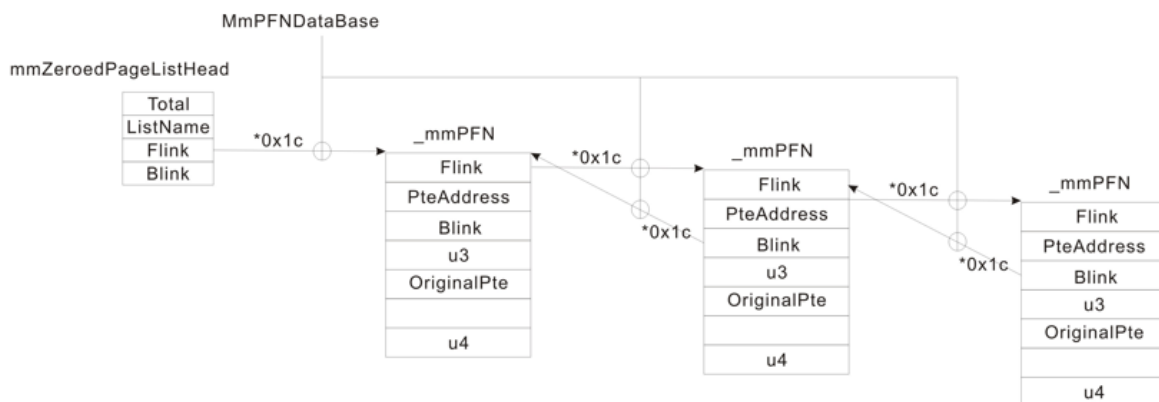 MmPFNDataBase
mmZeroedPageListHead
Total
ListName
Flink
Blink
*0x1c
_mmPFN
Flink
PteAddress
Blink
u3
OriginalPte
u4
*0x1c
*0x1c
_mmPFN
Flink
PteAddress
Blink
u3
OriginalPte
u4
*0x1c
*0x1c
_mmPFN
Flink
PteAddress
Blink
u3
OriginalPte
u4